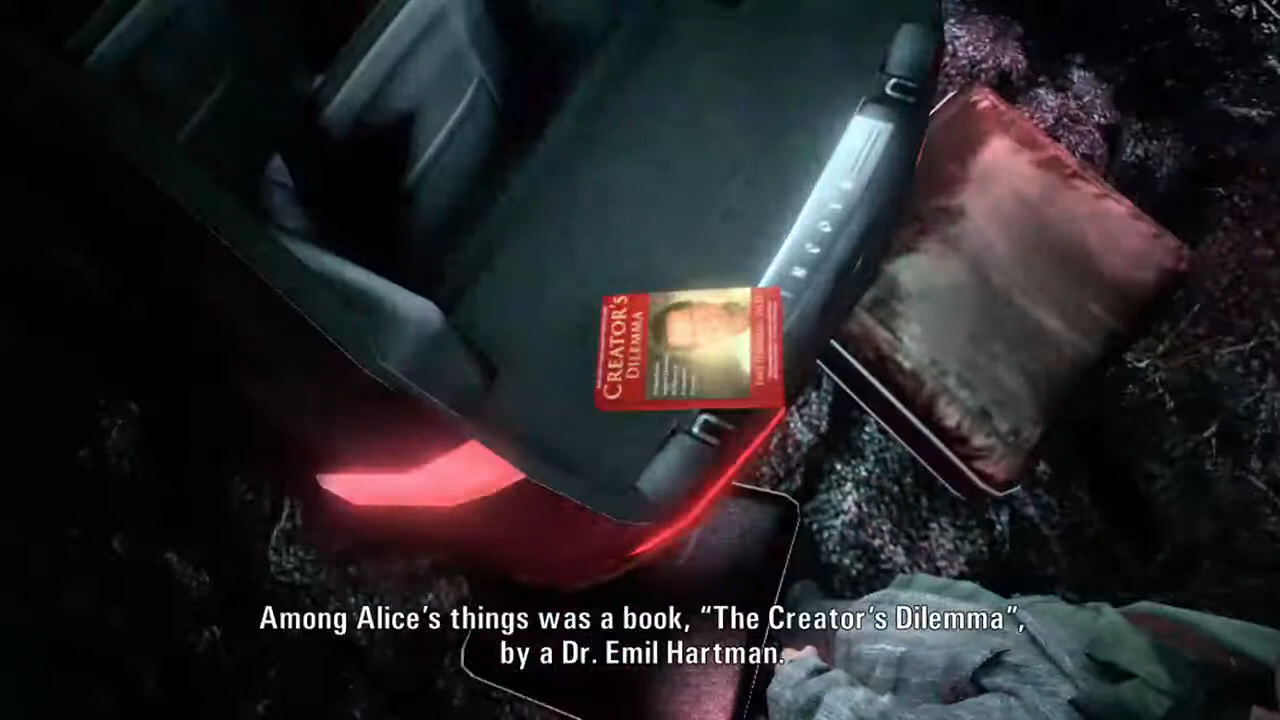 CREATOR'S
DILEMMA
Among Alice's things was a book, “The Creator's Dilemma”,
by a Dr. Emil Hartman.